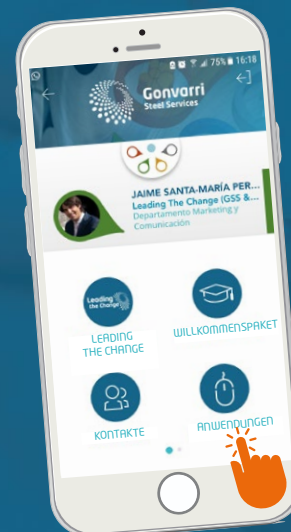 75% 16:18
Gonvarri
Steel Services
JAIME SANTA-MARÍA PER...
Leading The Change (GSS &...
Departamento Marketing y
Comunicación
Leading
the Change
LEADING
THE CHANGE
WILLKOMMENSPAKET
KONTAKTE
ANWENDUNGEN